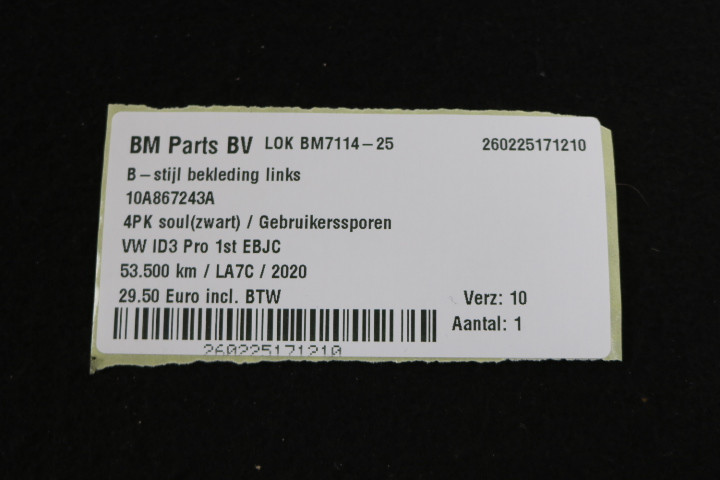 BM Parts BV LOK BM7114-25 260225171210
B-stijl bekleding links
10A867243A
4PK soul(zwart) / Gebruikerssporen
VW ID3 Pro 1st EBJC
53.500 km / LA7C / 2020
29.50 Euro incl. BTW Verz: 10
Aantal: 1
260225171210